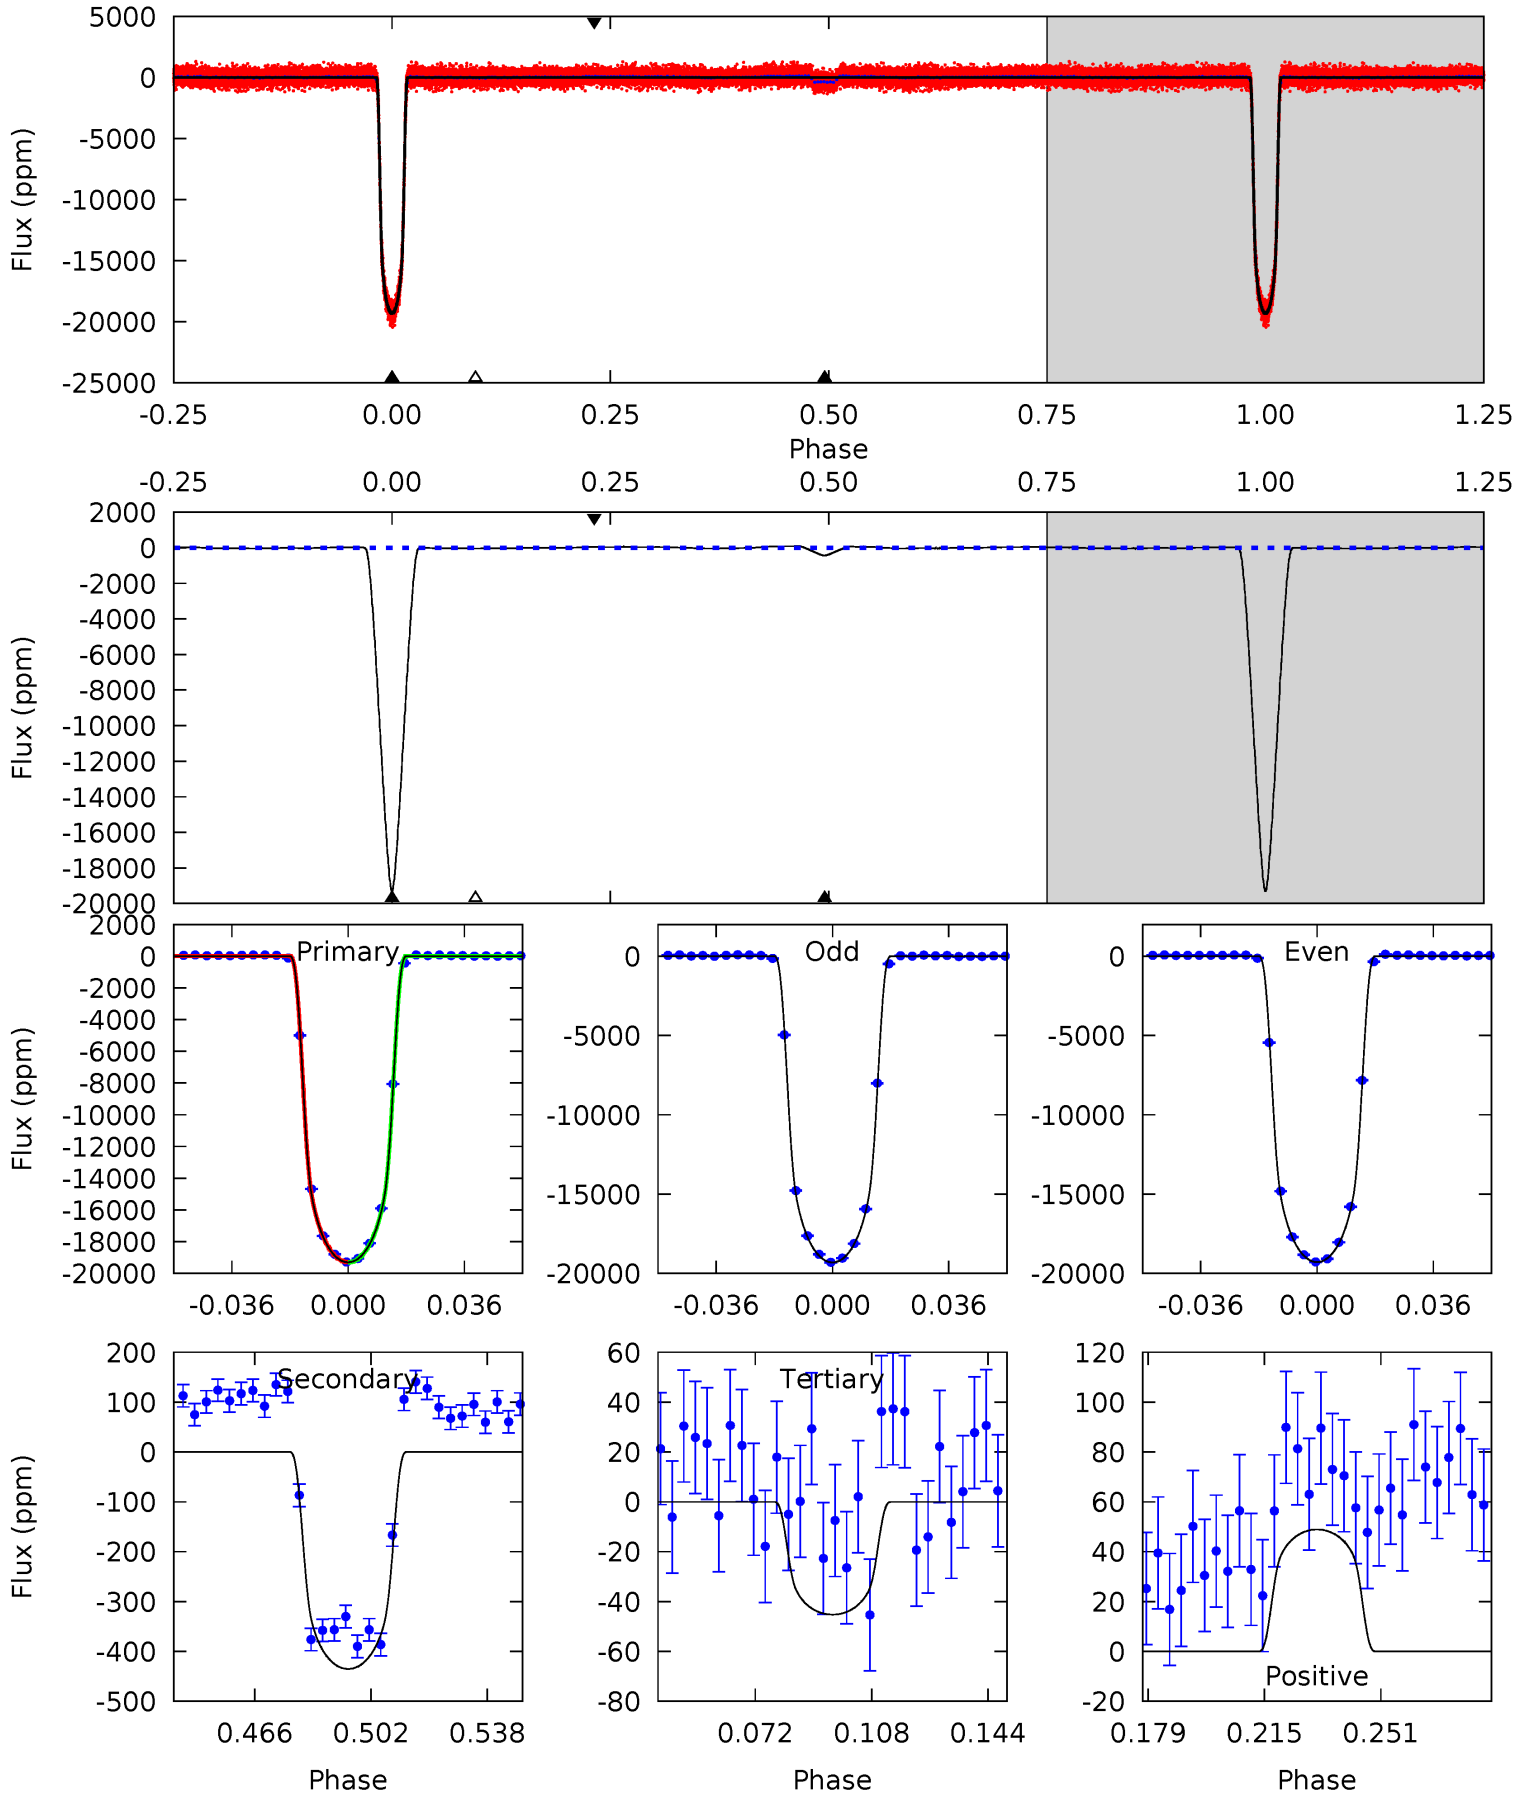 5000
0
-5000
-10000
-15000
-20000
-25000
Flux (ppm)
-0.25 0.00 0.25 0.50 0.75 1.00 1.25
Phase
-0.25 0.00 0.25 0.50 0.75 1.00 1.25
2000
0
-2000
-4000
-6000
-8000
-10000
-12000
-14000
-16000
-18000
-20000
Flux (ppm)
2000
0
-2000
-4000
-6000
-8000
-10000
-12000
-14000
-16000
-18000
-20000
Flux (ppm)
Primary
-0.036 0.000 0.036
0
-5000
-10000
-15000
-20000
Odd
-0.036 0.000 0.036
0
-5000
-10000
-15000
-20000
Even
-0.036 0.000 0.036
200
100
0
-100
-200
-300
-400
-500
Flux (ppm)
Secondary
0.466 0.502 0.538
Phase
60
40
20
0
-20
-40
-60
-80
Tertiary
0.072 0.108 0.144
Phase
120
100
80
60
40
20
0
-20
Positive
0.179 0.215 0.251
Phase